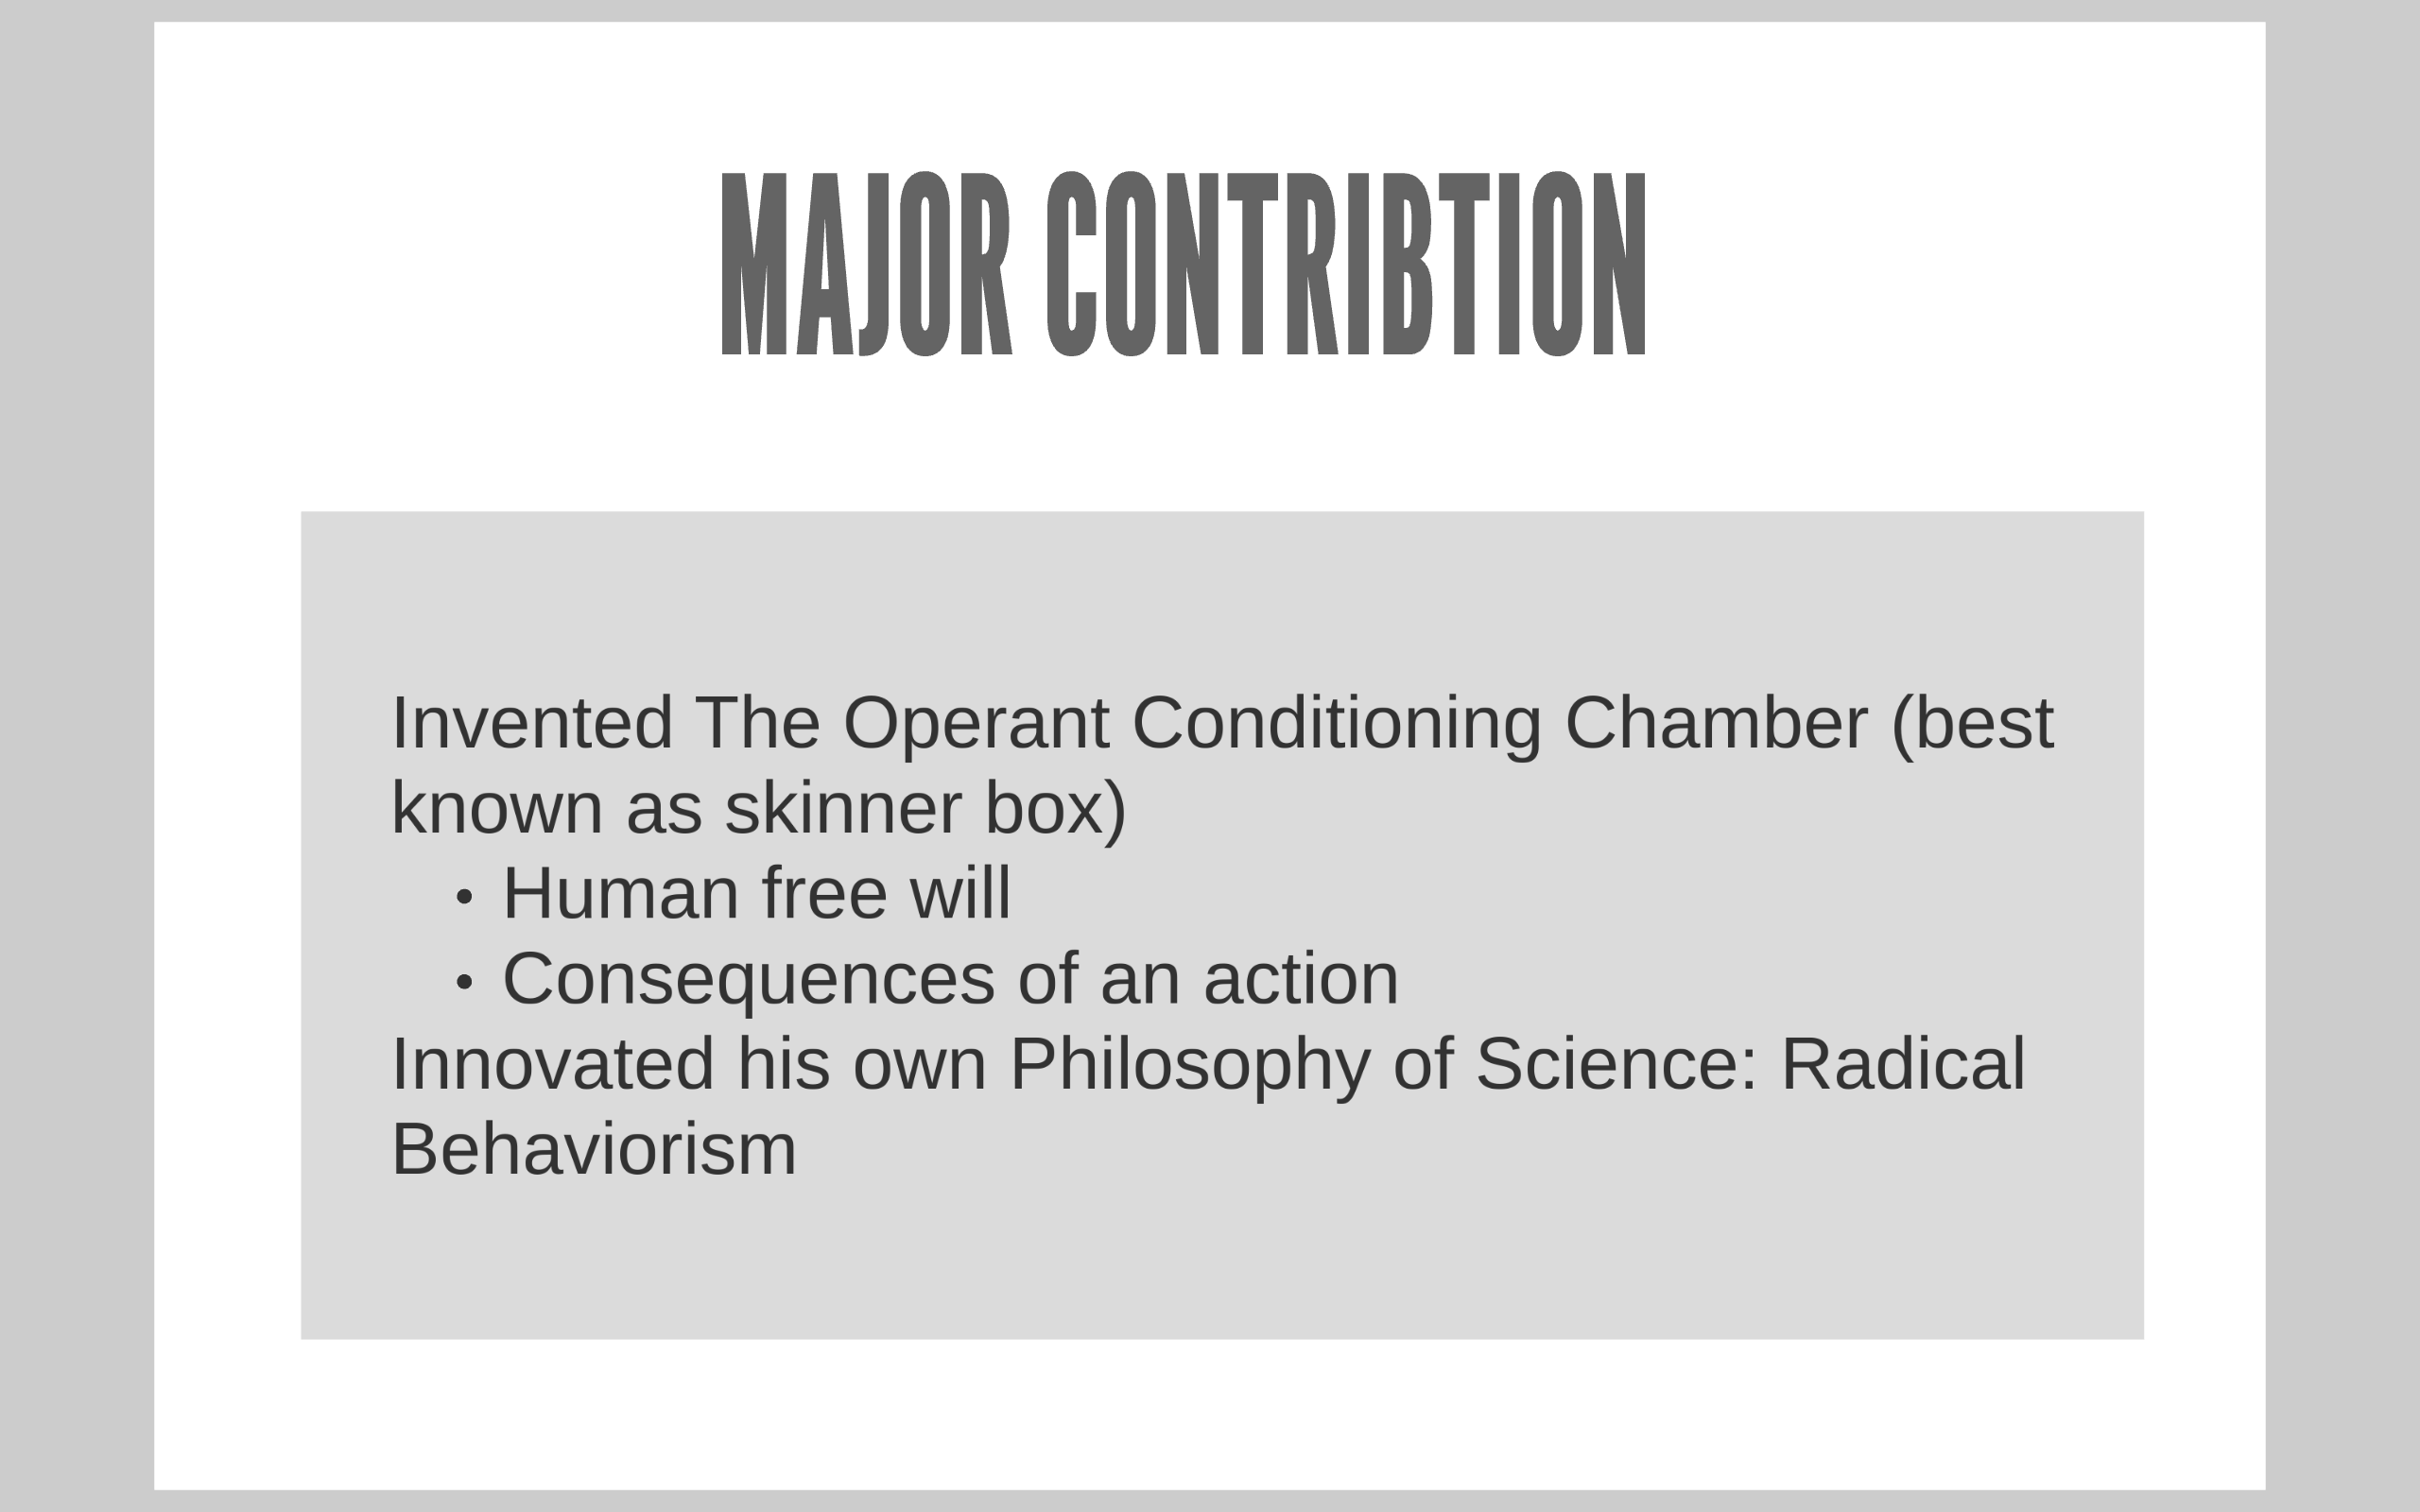 MAJOR CONTRIBTION
Invented The Operant Conditioning Chamber (best
known as skinner box)
• Human free will
• Consequences of an action
Innovated his own Philosophy of Science: Radical
Behaviorism